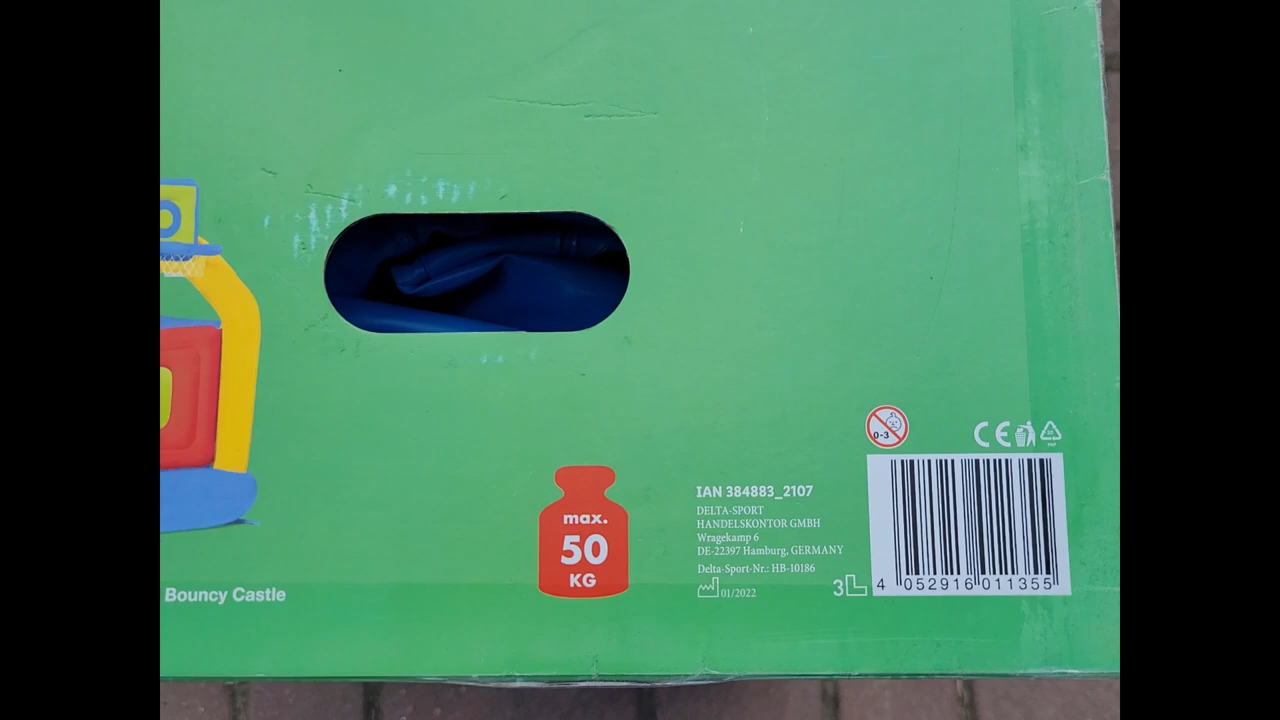 0-3
CE
PAP
IAN 384883_2107
DELTA-SPORT
HANDELSKONTOR GMBH
Wragekamp 6
DE-22397 Hamburg, GERMANY
Delta-Sport-Nr.: HB-10186
01/2022
max.
50
KG
3
4 052916 011355
Bouncy Castle